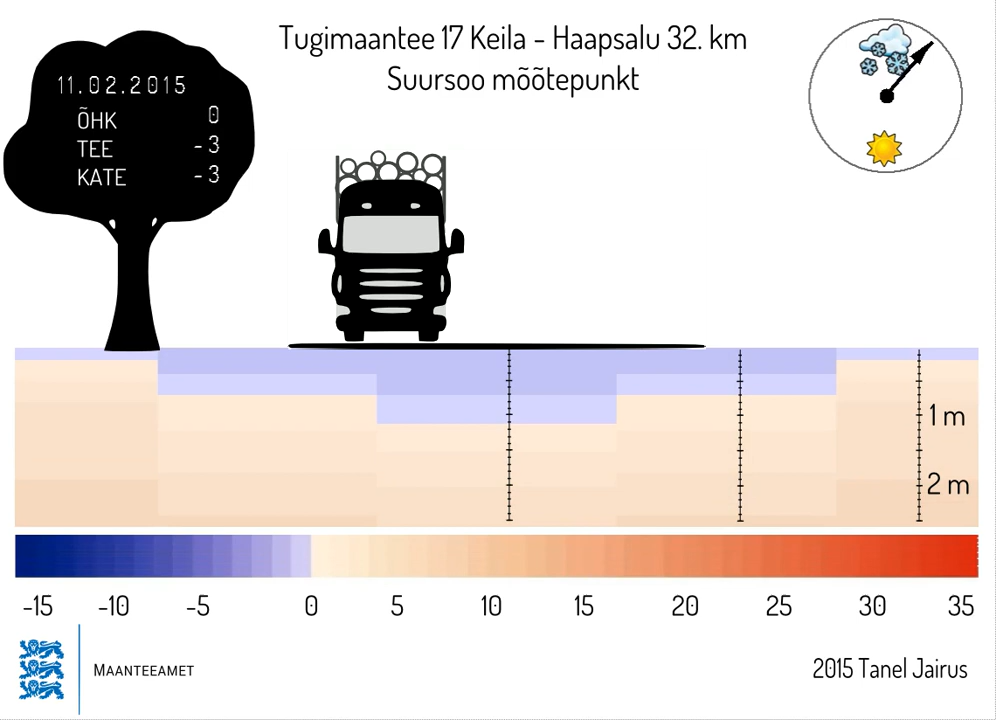 Tugimaantee 17 Keila - Haapsalu 32. km
Suursoo mõõtepunkt
11.02.2015
ÕHK 0
TEE -3
KATE -3
1 m
2 m
-15 -10 -5 0 5 10 15 20 25 30 35
MAANTEEAMET
2015 Tanel Jairus